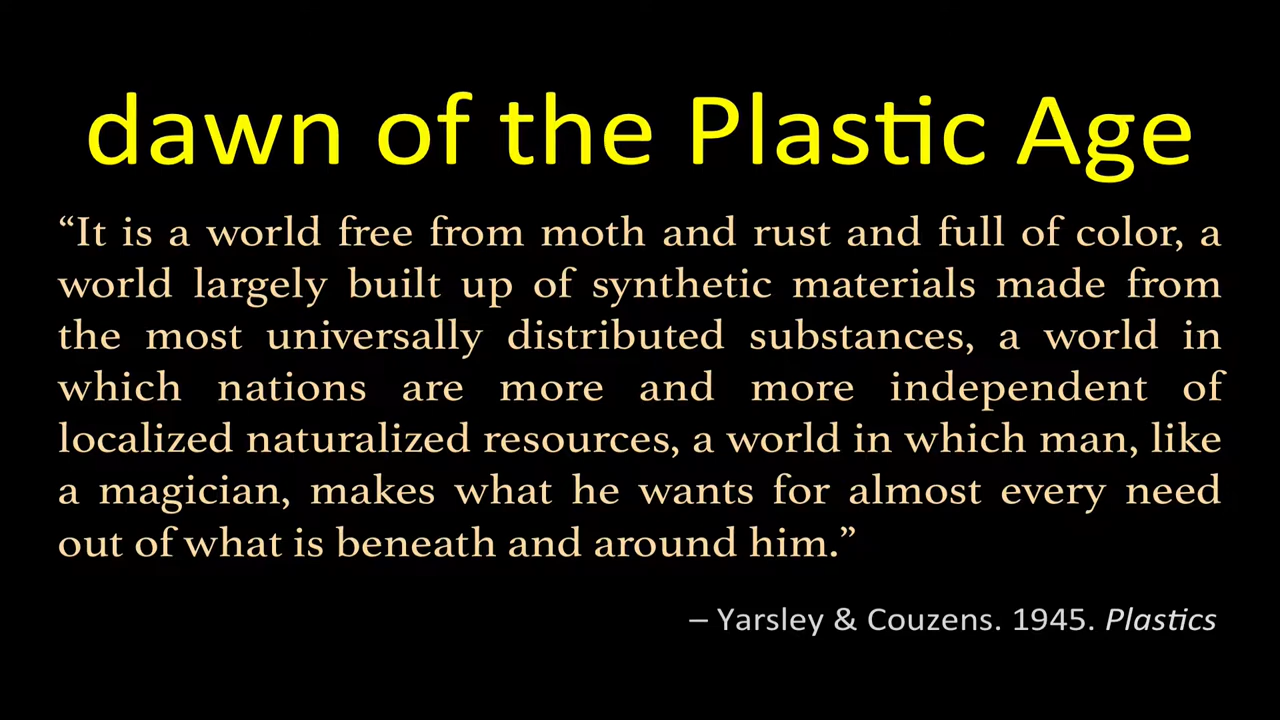 dawn of the Plastic Age
“It is a world free from moth and rust and full of color, a
world largely built up of synthetic materials made from
the most universally distributed substances, a world in
which nations are more and more independent of
localized naturalized resources, a world in which man, like
a magician, makes what he wants for almost every need
out of what is beneath and around him.”
– Yarsley & Couzens. 1945. Plastics